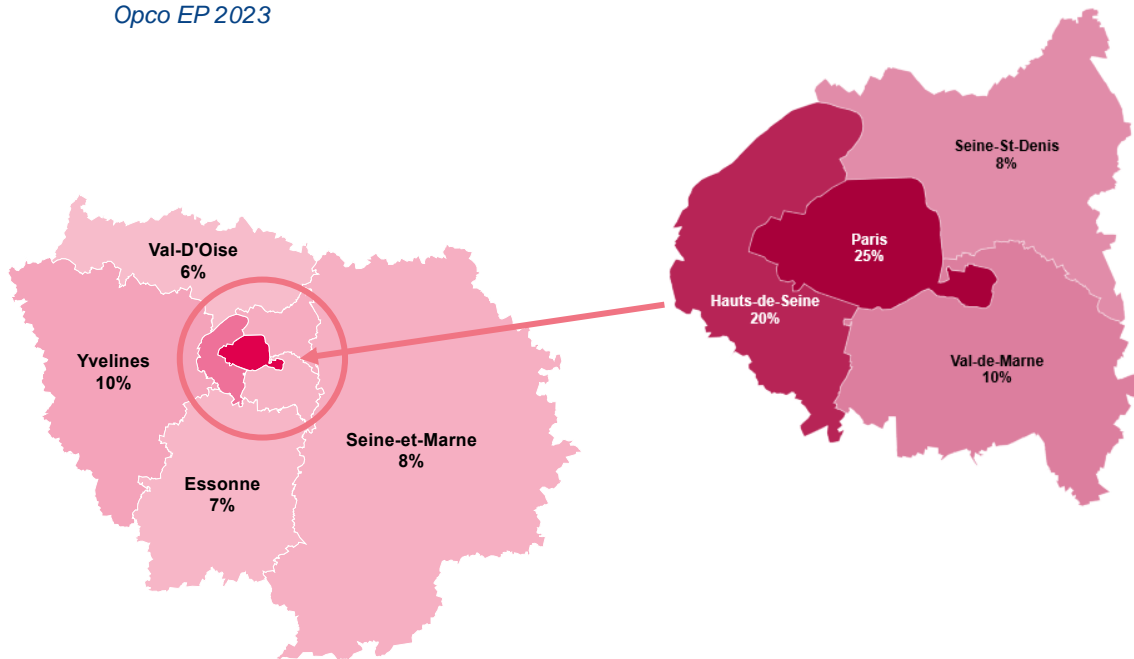 Opco EP 2023
Val-D'Oise
6%
Yvelines
10%
Essonne
7%
Seine-et-Marne
8%
Seine-St-Denis
8%
Paris
25%
Hauts-de-Seine
20%
Val-de-Marne
10%